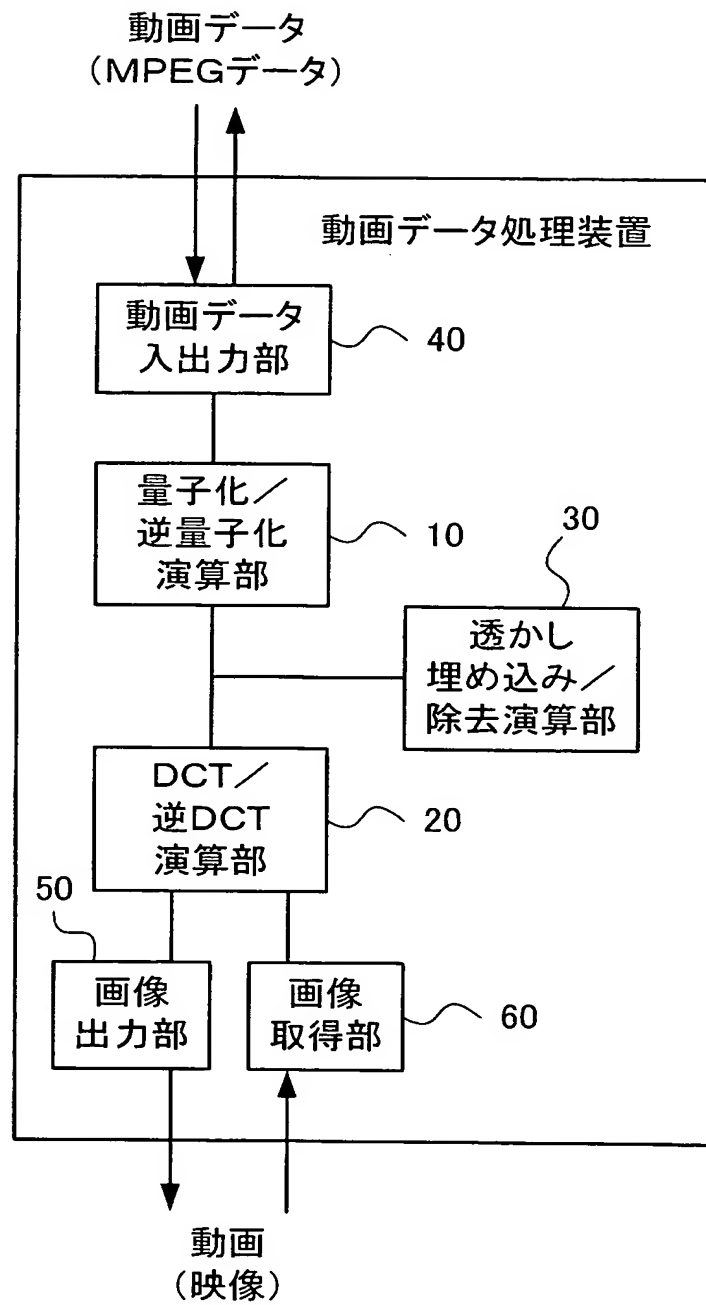 動画データ
(MPEGデータ)
動画データ処理装置
動画データ
入出力部
40
量子化／
逆量子化
演算部
10
30
透かし
埋め込み／
除去演算部
DCT／
逆DCT
演算部
20
50
画像
出力部
画像
取得部
60
動画
(映像)